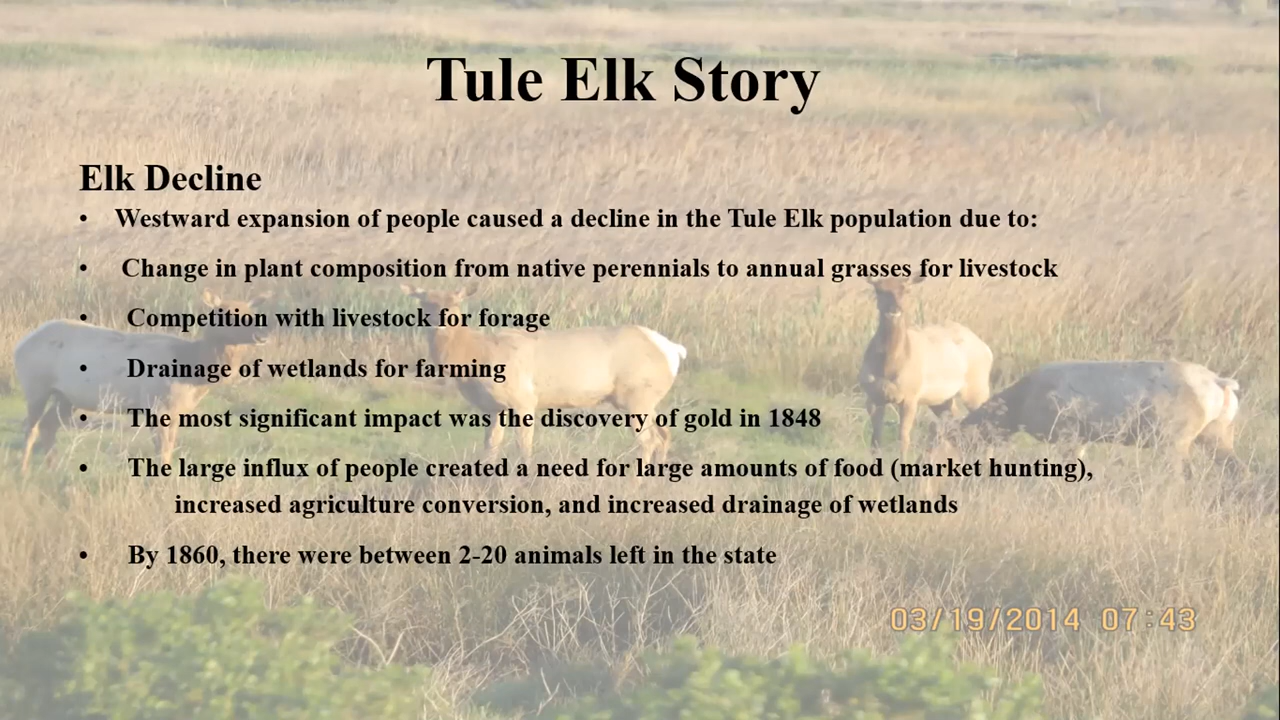 Tule Elk Story
Elk Decline
• Westward expansion of people caused a decline in the Tule Elk population due to:
• Change in plant composition from native perennials to annual grasses for livestock
• Competition with livestock for forage
• Drainage of wetlands for farming
• The most significant impact was the discovery of gold in 1848
• The large influx of people created a need for large amounts of food (market hunting),
increased agriculture conversion, and increased drainage of wetlands
• By 1860, there were between 2-20 animals left in the state
03/19/2014 07:43